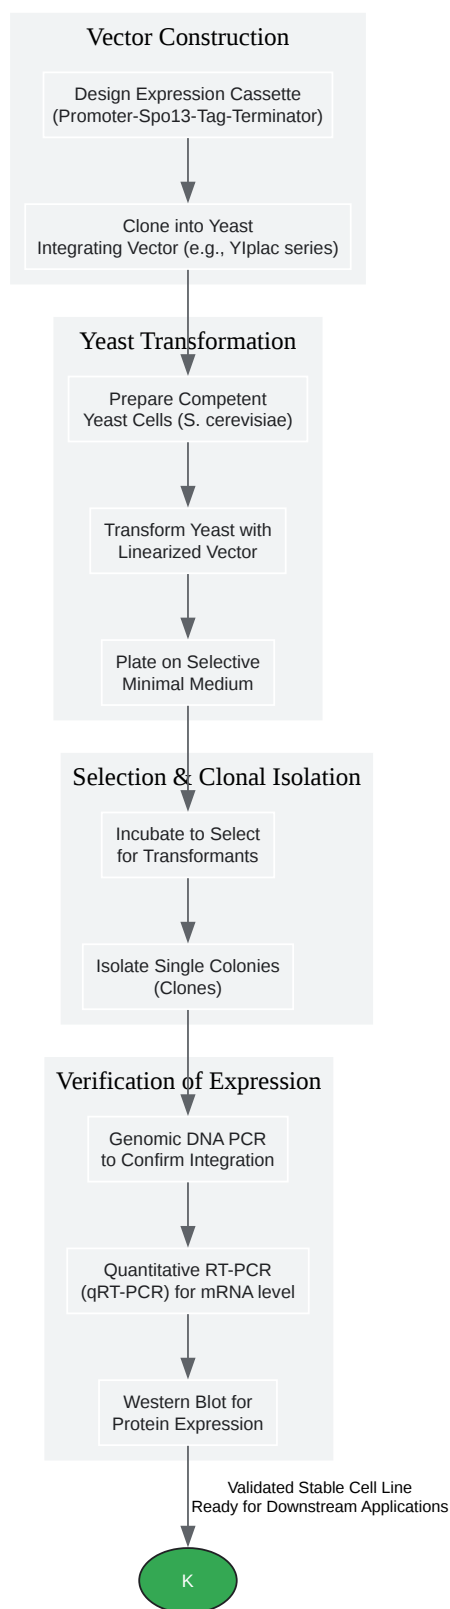 Vector Construction
Design Expression Cassette
(Promoter-Spo13-Tag-Terminator)
Clone into Yeast
Integrating Vector (e.g., YIplac series)
Yeast Transformation
Prepare Competent
Yeast Cells (S. cerevisiae)
Transform Yeast with
Linearized Vector
Plate on Selective
Minimal Medium
Selection & Clonal Isolation
Incubate to Select
for Transformants
Isolate Single Colonies
(Clones)
Verification of Expression
Genomic DNA PCR
to Confirm Integration
Quantitative RT-PCR
(qRT-PCR) for mRNA level
Western Blot for
Protein Expression
Validated Stable Cell Line
Ready for Downstream Applications
K